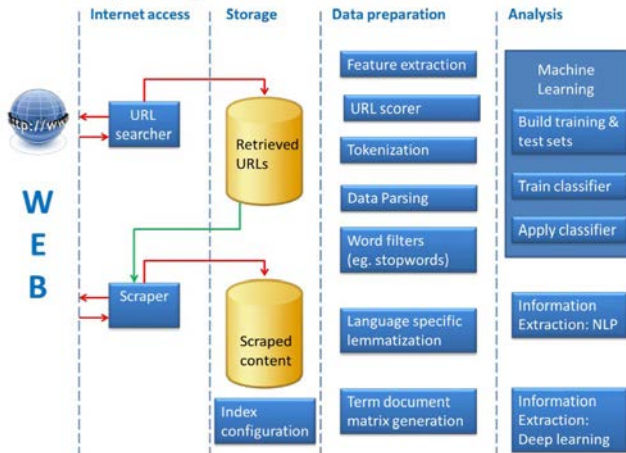 Internet access
Storage
Data preparation
Analysis
http://www
W
E
B
URL
searcher
Scraper
Retrieved
URLs
Scraped
content
Index
configuration
Feature extraction
URL scorer
Tokenization
Data Parsing
Word filters
(eg. stopwords)
Language specific
lemmatization
Term document
matrix generation
Machine
Learning
Build training &
test sets
Train classifier
Apply classifier
Information
Extraction: NLP
Information
Extraction:
Deep learning